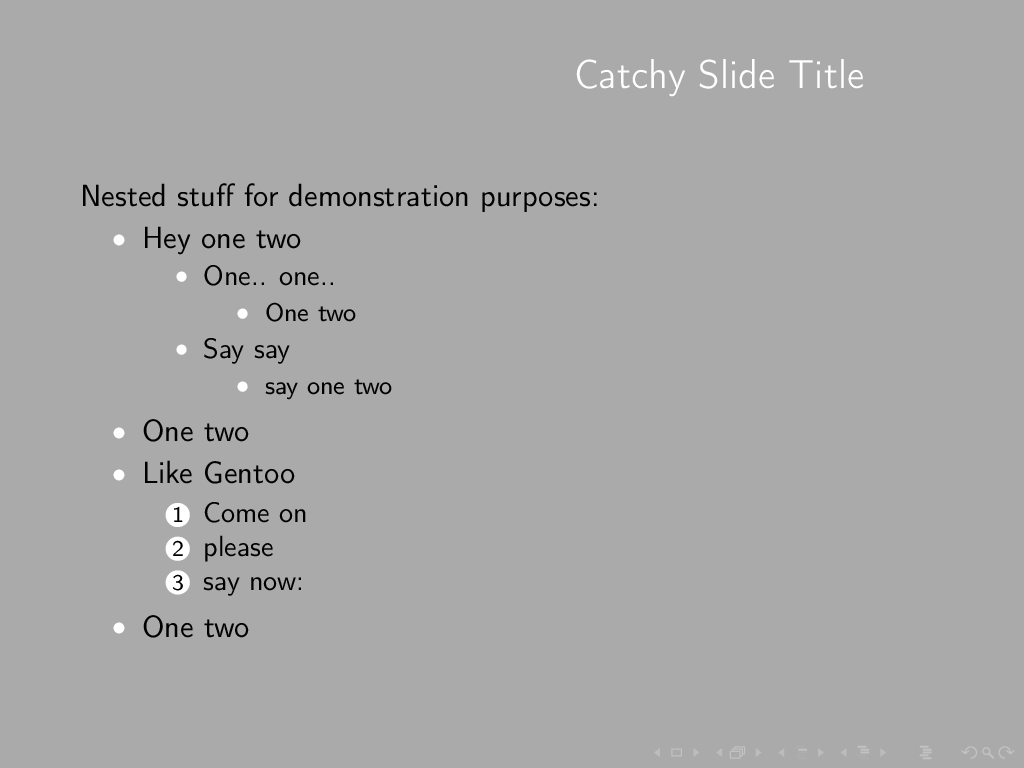 Catchy Slide Title
Nested stuff for demonstration purposes:
• Hey one two
• One.. one..
• One two
• Say say
• say one two
• One two
• Like Gentoo
1 Come on
2 please
3 say now:
• One two